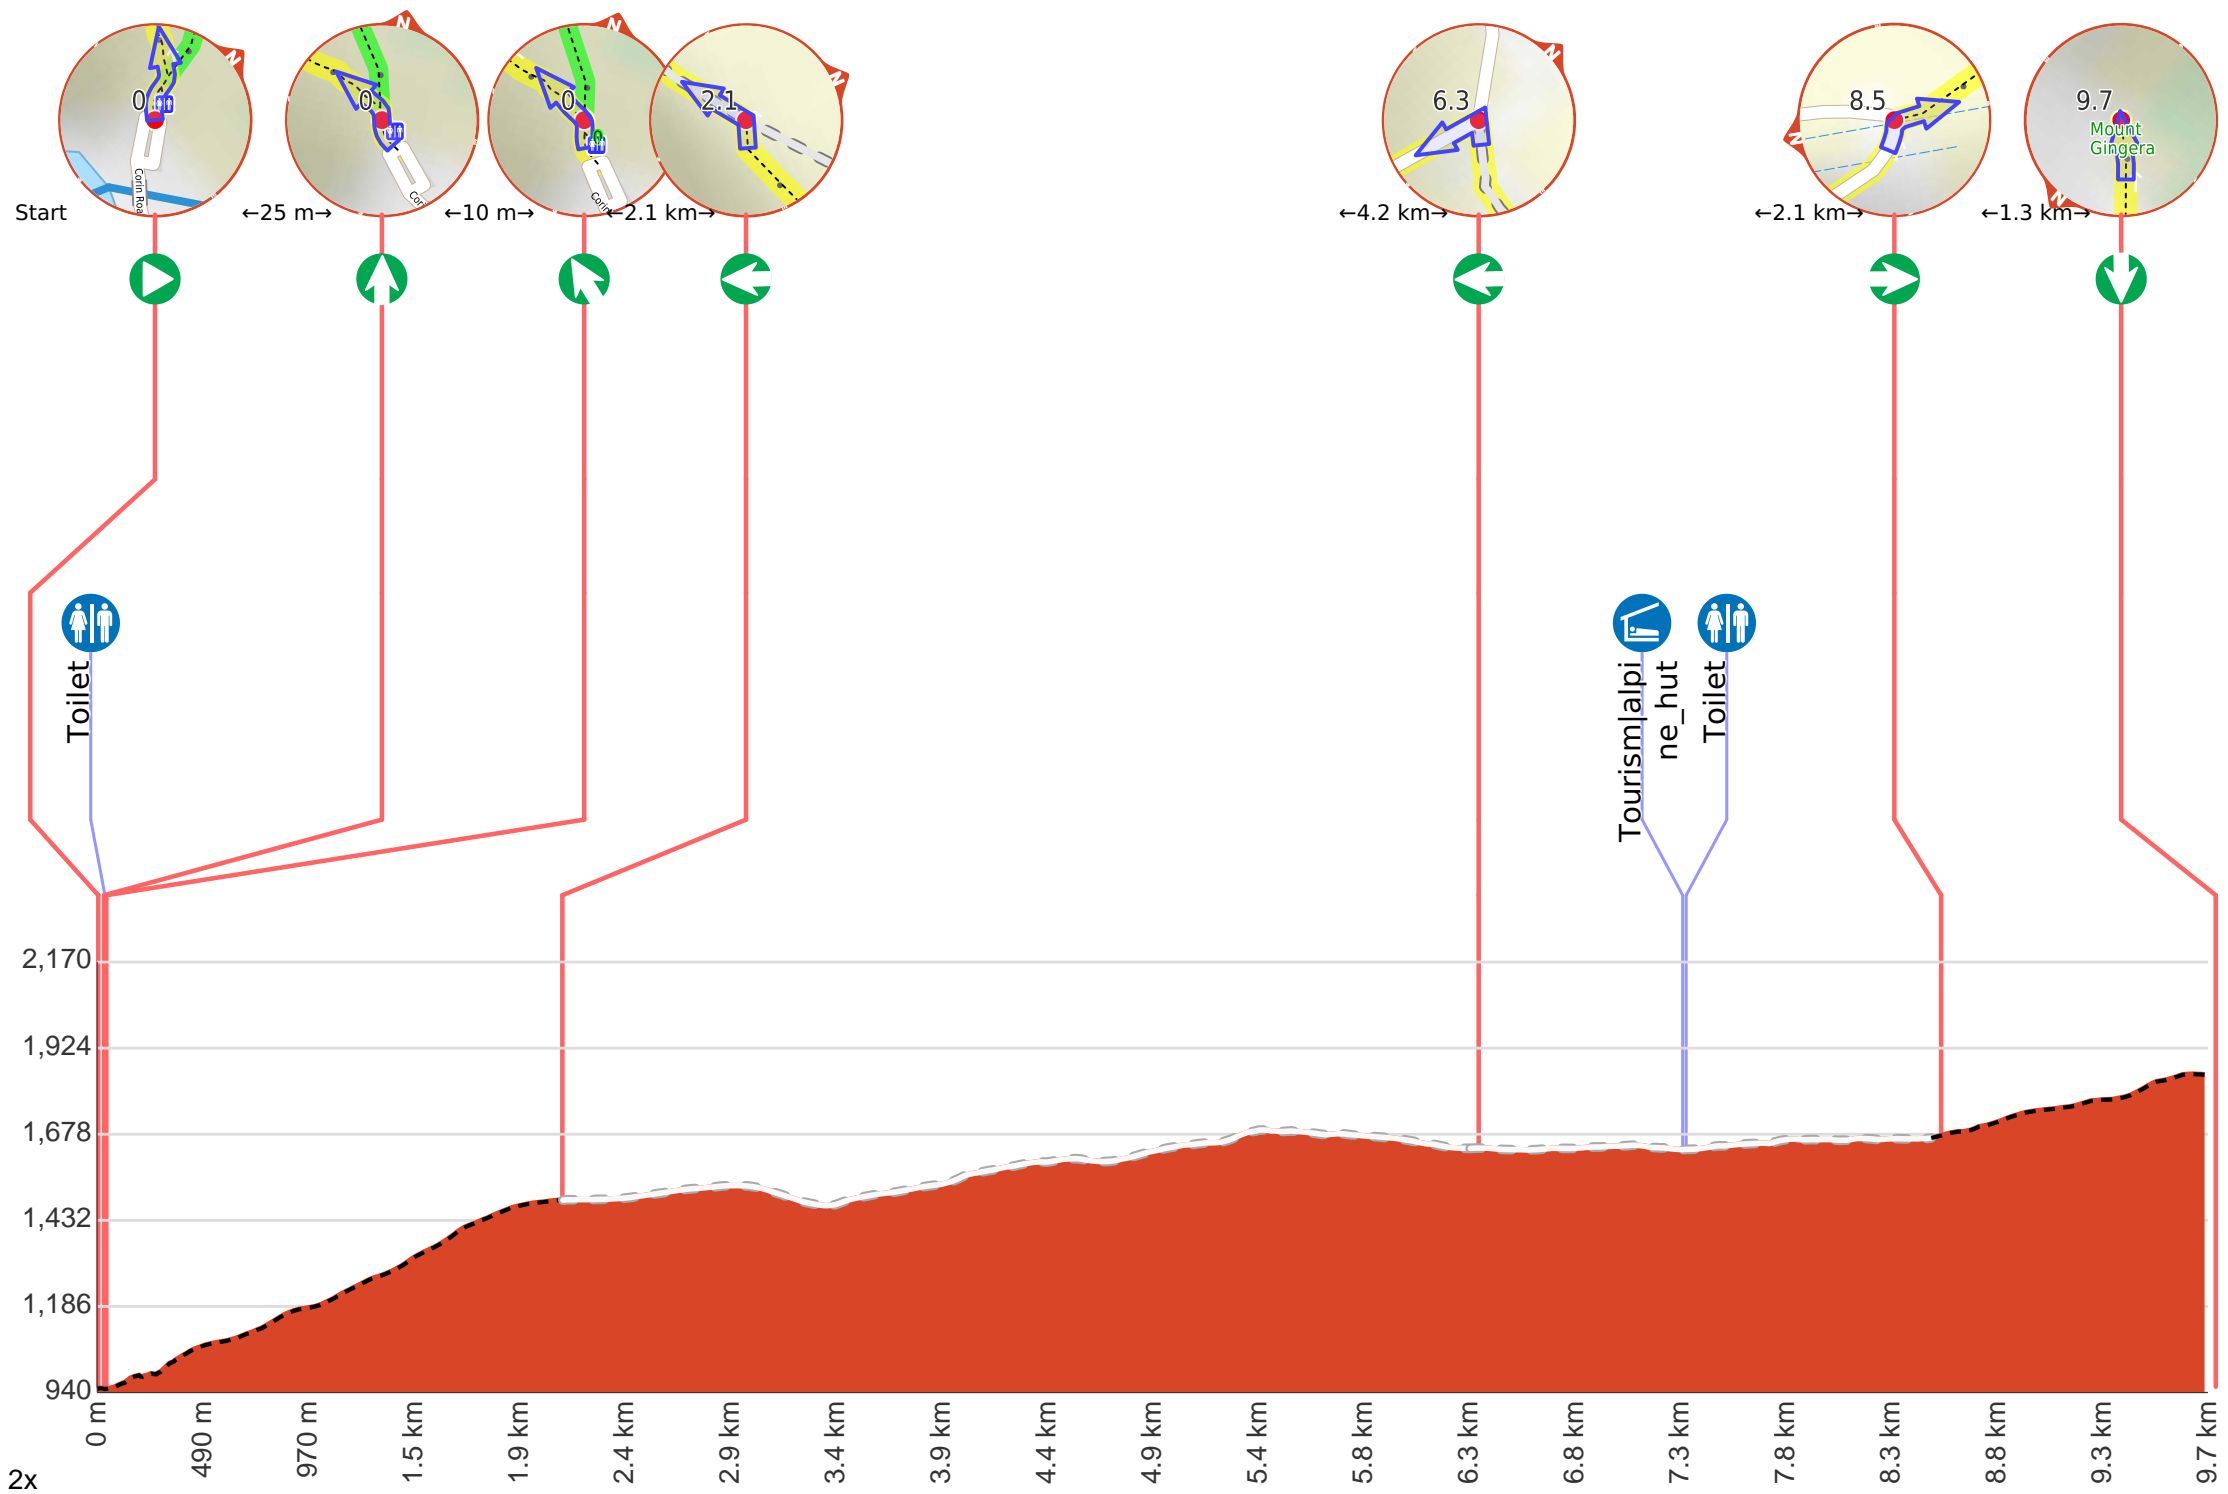 N
N
N
N
N
N
N
0
0
0
2.1
6.3
8.5
9.7
Mount
Gingera
Corin Roa
Start
←25 m→
←10 m→
←2.1 km→
←4.2 km→
←2.1 km→
←1.3 km→
Toilet
Tourism|alpi
ne_hut
Toilet
2,170
1,924
1,678
1,432
1,186
940
0 m
490 m
970 m
1.5 km
1.9 km
2.4 km
2.9 km
3.4 km
3.9 km
4.4 km
4.9 km
5.4 km
5.8 km
6.3 km
6.8 km
7.3 km
7.8 km
8.3 km
8.8 km
9.3 km
9.7 km
2x